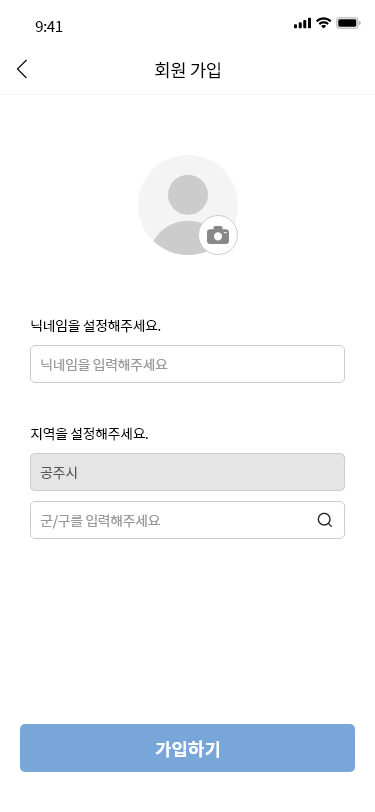 9:41
회원 가입
닉네임을 설정해주세요.
닉네임을 입력해주세요
지역을 설정해주세요.
공주시
군/구를 입력해주세요
가입하기